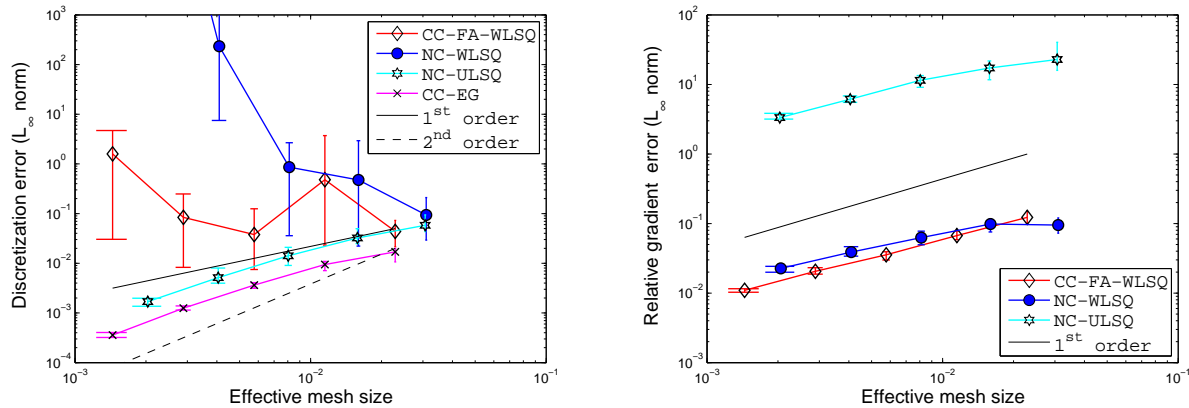 10^3
10^2
10^1
10^0
10^-1
10^-2
10^-3
10^-4
Discretization error (L∞ norm)
CC-FA-WLSQ
NC-WLSQ
NC-ULSQ
CC-EG
1st order
2nd order
10^-3
10^-2
10^-1
Effective mesh size
10^2
10^1
10^0
10^-1
10^-2
10^-3
Relative gradient error (L∞ norm)
CC-FA-WLSQ
NC-WLSQ
NC-ULSQ
1st order
10^-3
10^-2
10^-1
Effective mesh size